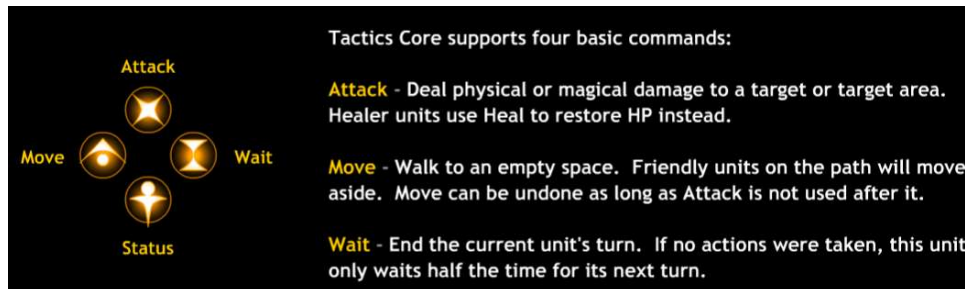 Attack
Move
Wait
Status
Tactics Core supports four basic commands:
Attack - Deal physical or magical damage to a target or target area.
Healer units use Heal to restore HP instead.
Move - Walk to an empty space.  Friendly units on the path will move
aside.  Move can be undone as long as Attack is not used after it.
Wait - End the current unit's turn.  If no actions were taken, this unit
only waits half the time for its next turn.